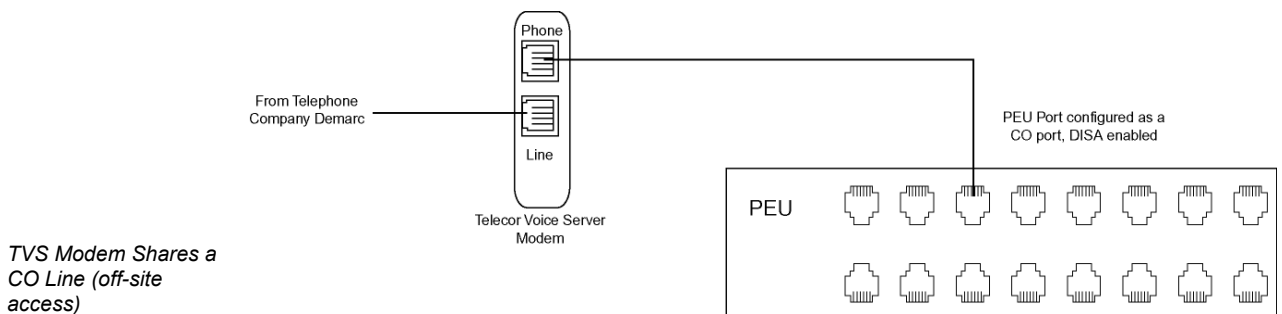 Phone
From Telephone
Company Demarc
Line
PEU Port configured as a
CO port, DISA enabled
PEU
Telecor Voice Server
Modem
TVS Modem Shares a
CO Line (off-site
access)